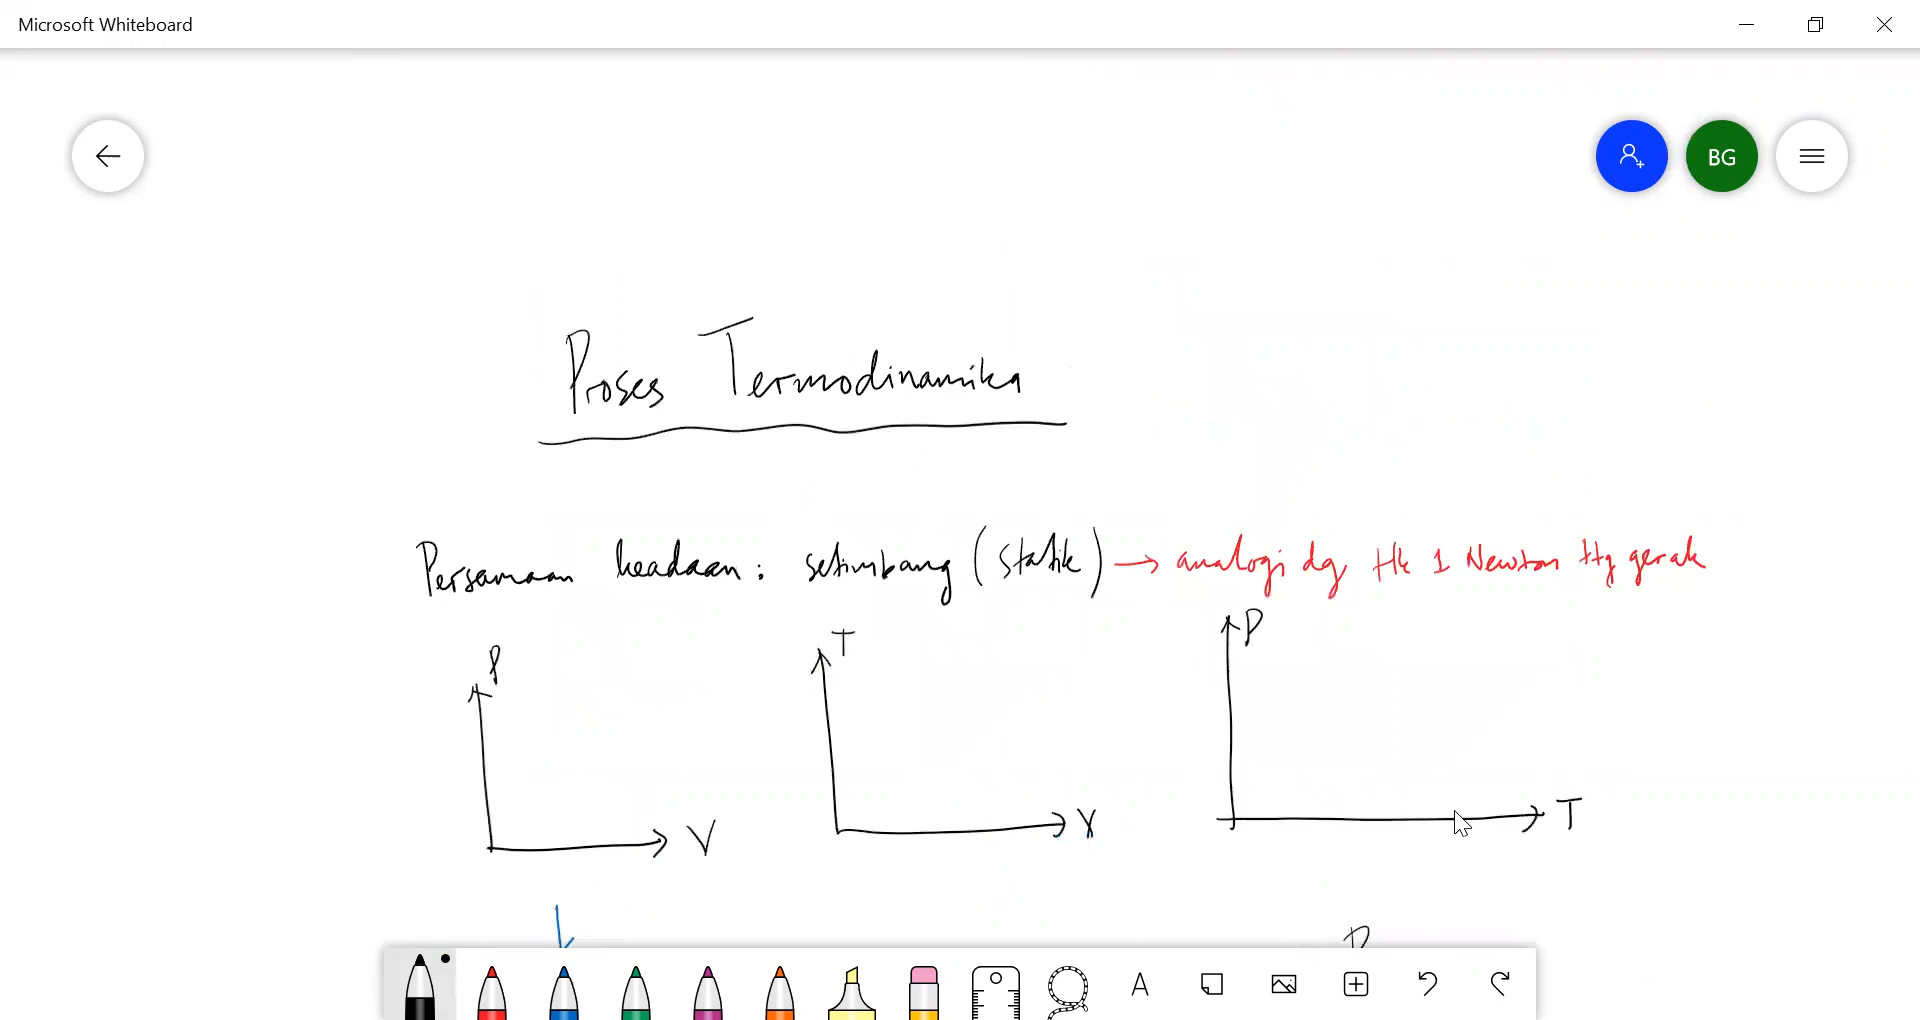 Microsoft Whiteboard
BG
Proses Termodinamika
Persamaan keadaan : setimbang (statik) → analogi dg Hk 1 Newton ttg gerak
P
V
T
V
P
T
P
A